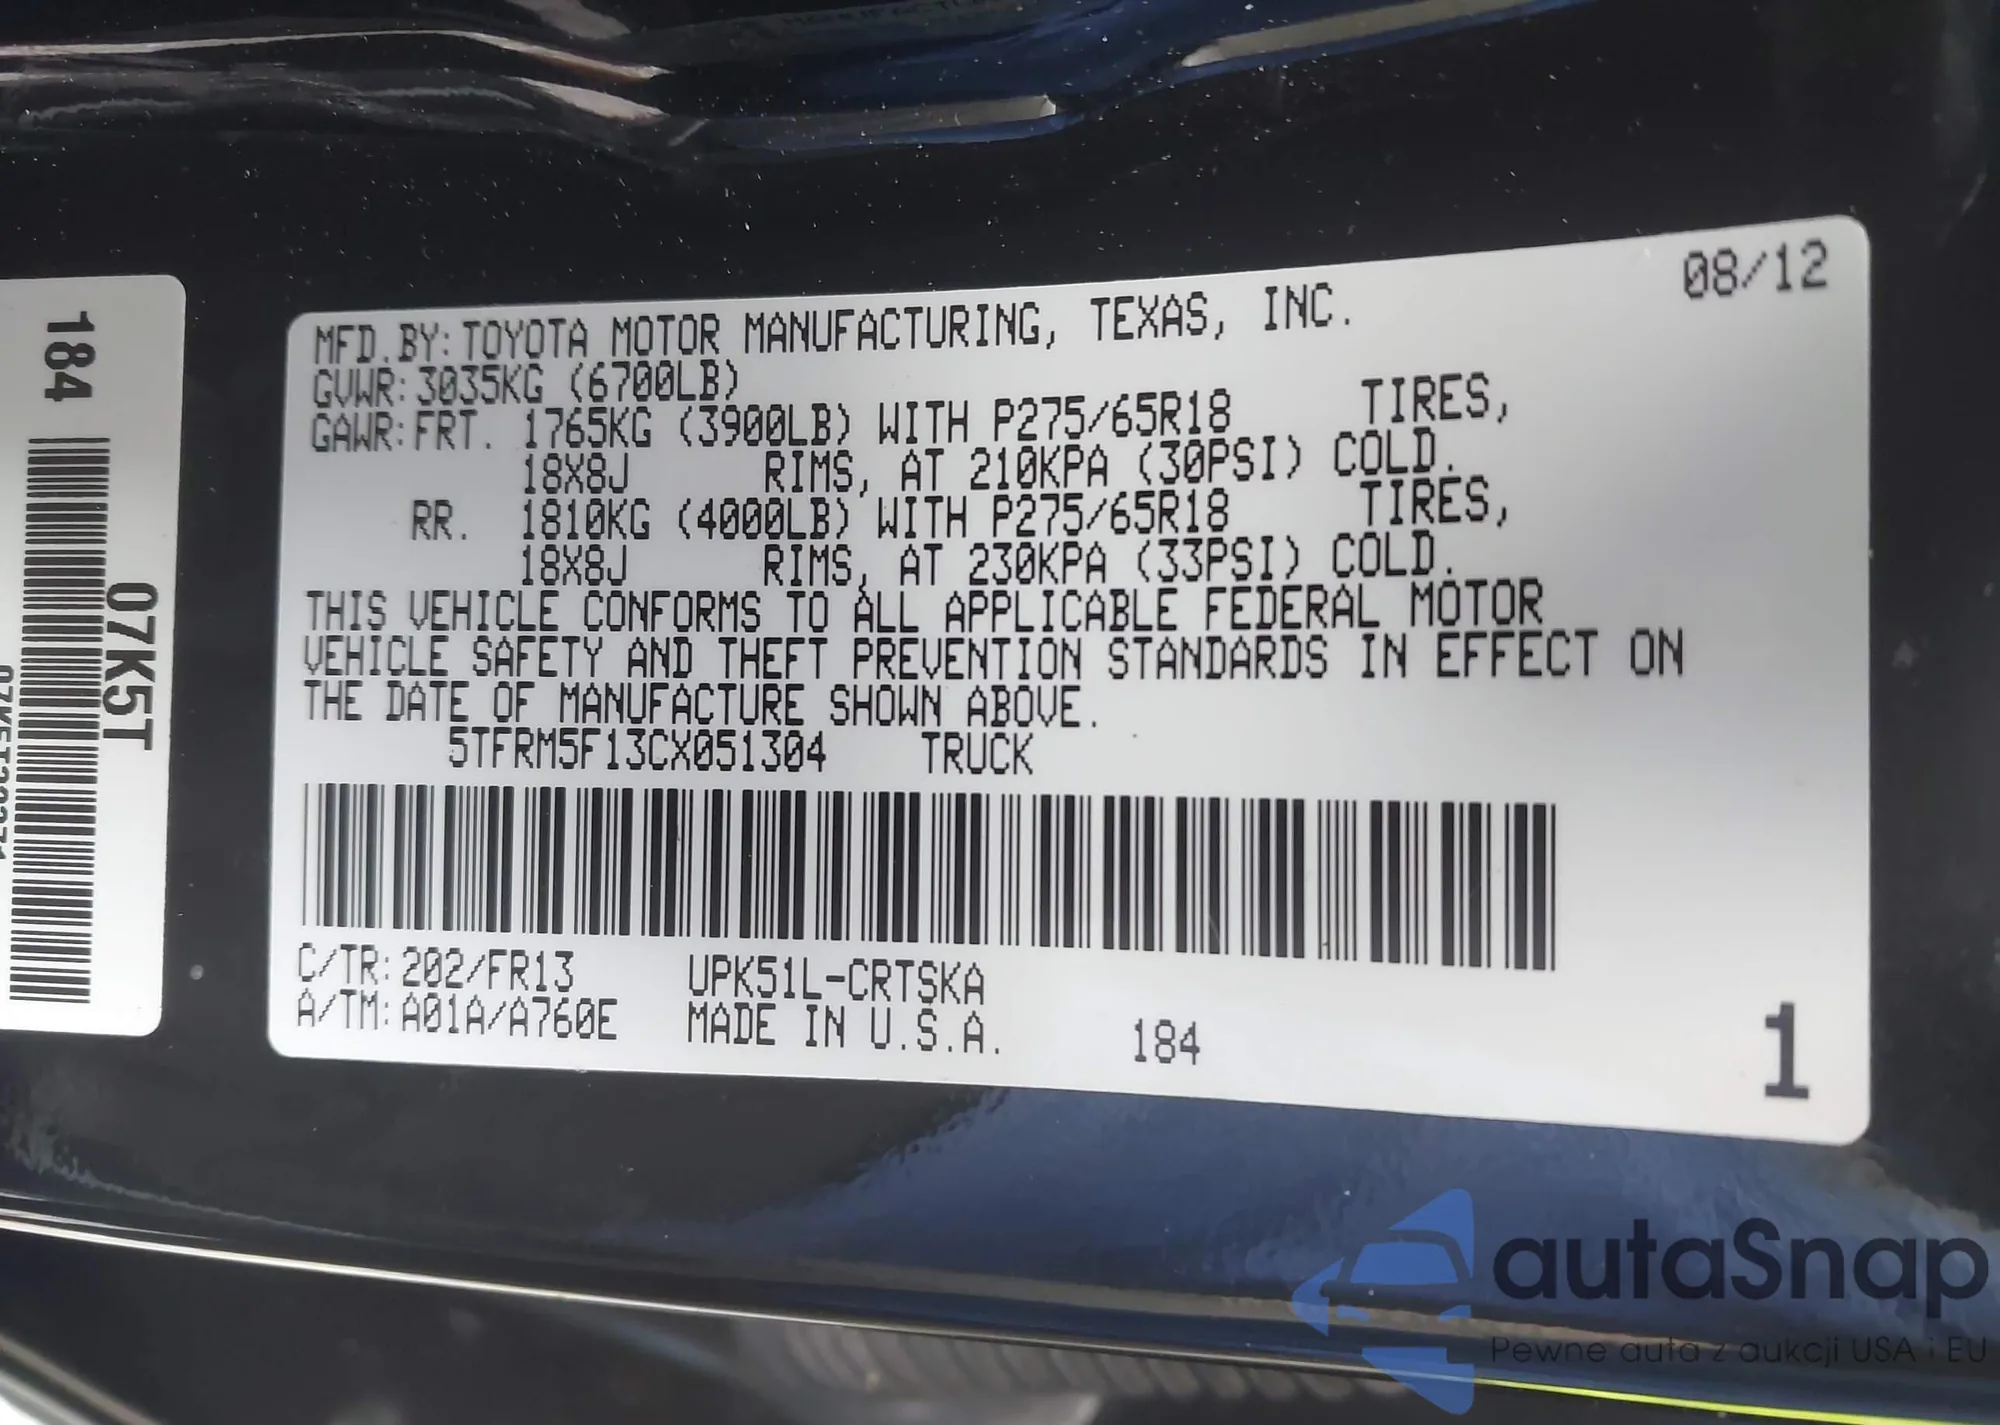 184
07K5T
08/12
MFD.BY: TOYOTA MOTOR MANUFACTURING, TEXAS, INC.
GVWR: 3035KG (6700LB)
GAWR: FRT. 1765KG (3900LB) WITH P275/65R18 TIRES,
18X8J RIMS, AT 210KPA (30PSI) COLD.
RR. 1810KG (4000LB) WITH P275/65R18 TIRES,
18X8J RIMS, AT 230KPA (33PSI) COLD.
THIS VEHICLE CONFORMS TO ALL APPLICABLE FEDERAL MOTOR
VEHICLE SAFETY AND THEFT PREVENTION STANDARDS IN EFFECT ON
THE DATE OF MANUFACTURE SHOWN ABOVE.
5TFRM5F13CX051304 TRUCK
C/TR: 202/FR13 UPK51L-CRTSKA
A/TM: A01A/A760E MADE IN U.S.A. 184
1
autaSnap
Pewne auta z aukcji USA i EU